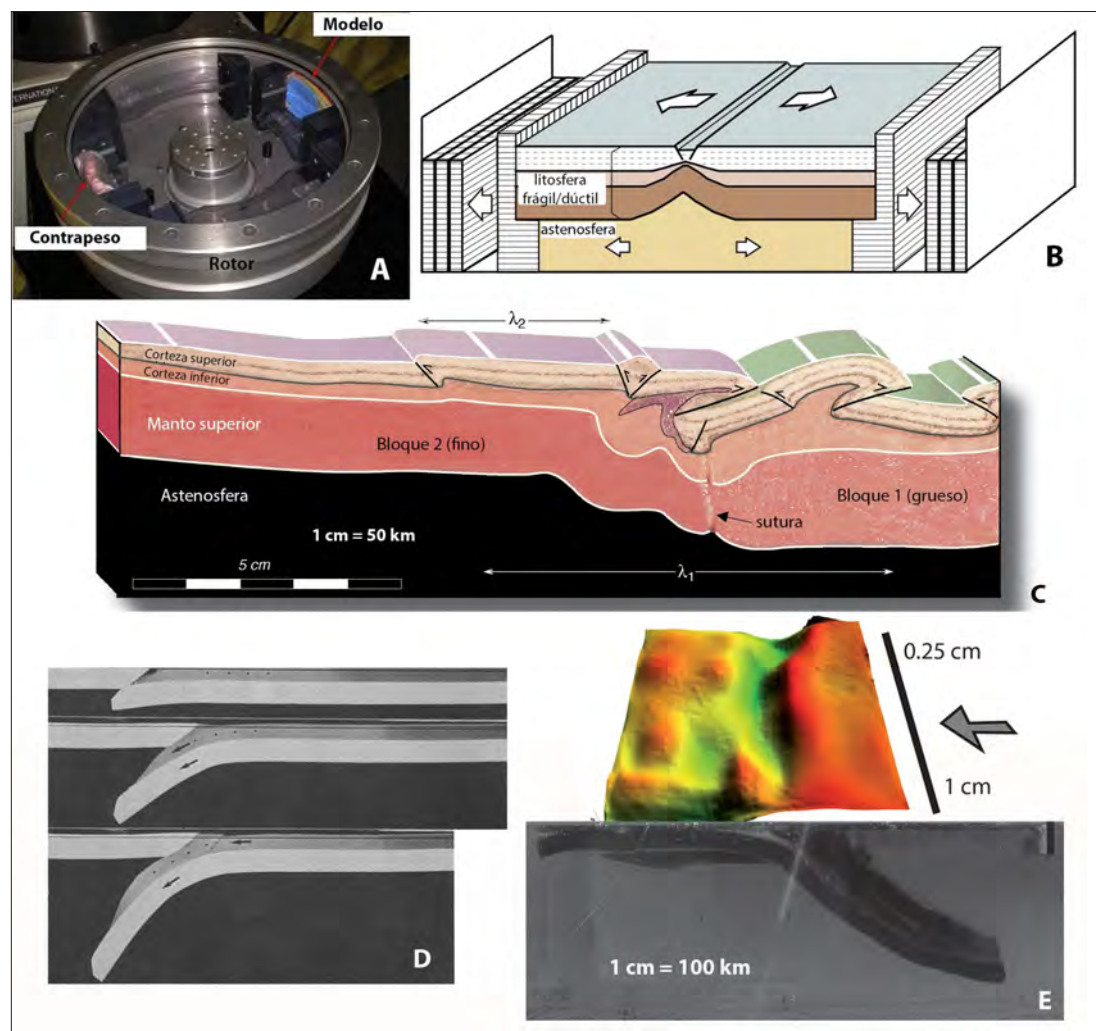 Modelo
ERNATION
Contrapeso
Rotor
A
litosfera
frágil/dúctil
astenosfera
B
λ2
Corteza superior
Corteza inferior
Manto superior
Bloque 2 (fino)
Bloque 1 (grueso)
Astenosfera
sutura
1 cm = 50 km
5 cm
λ1
C
0.25 cm
1 cm
D
1 cm = 100 km
E